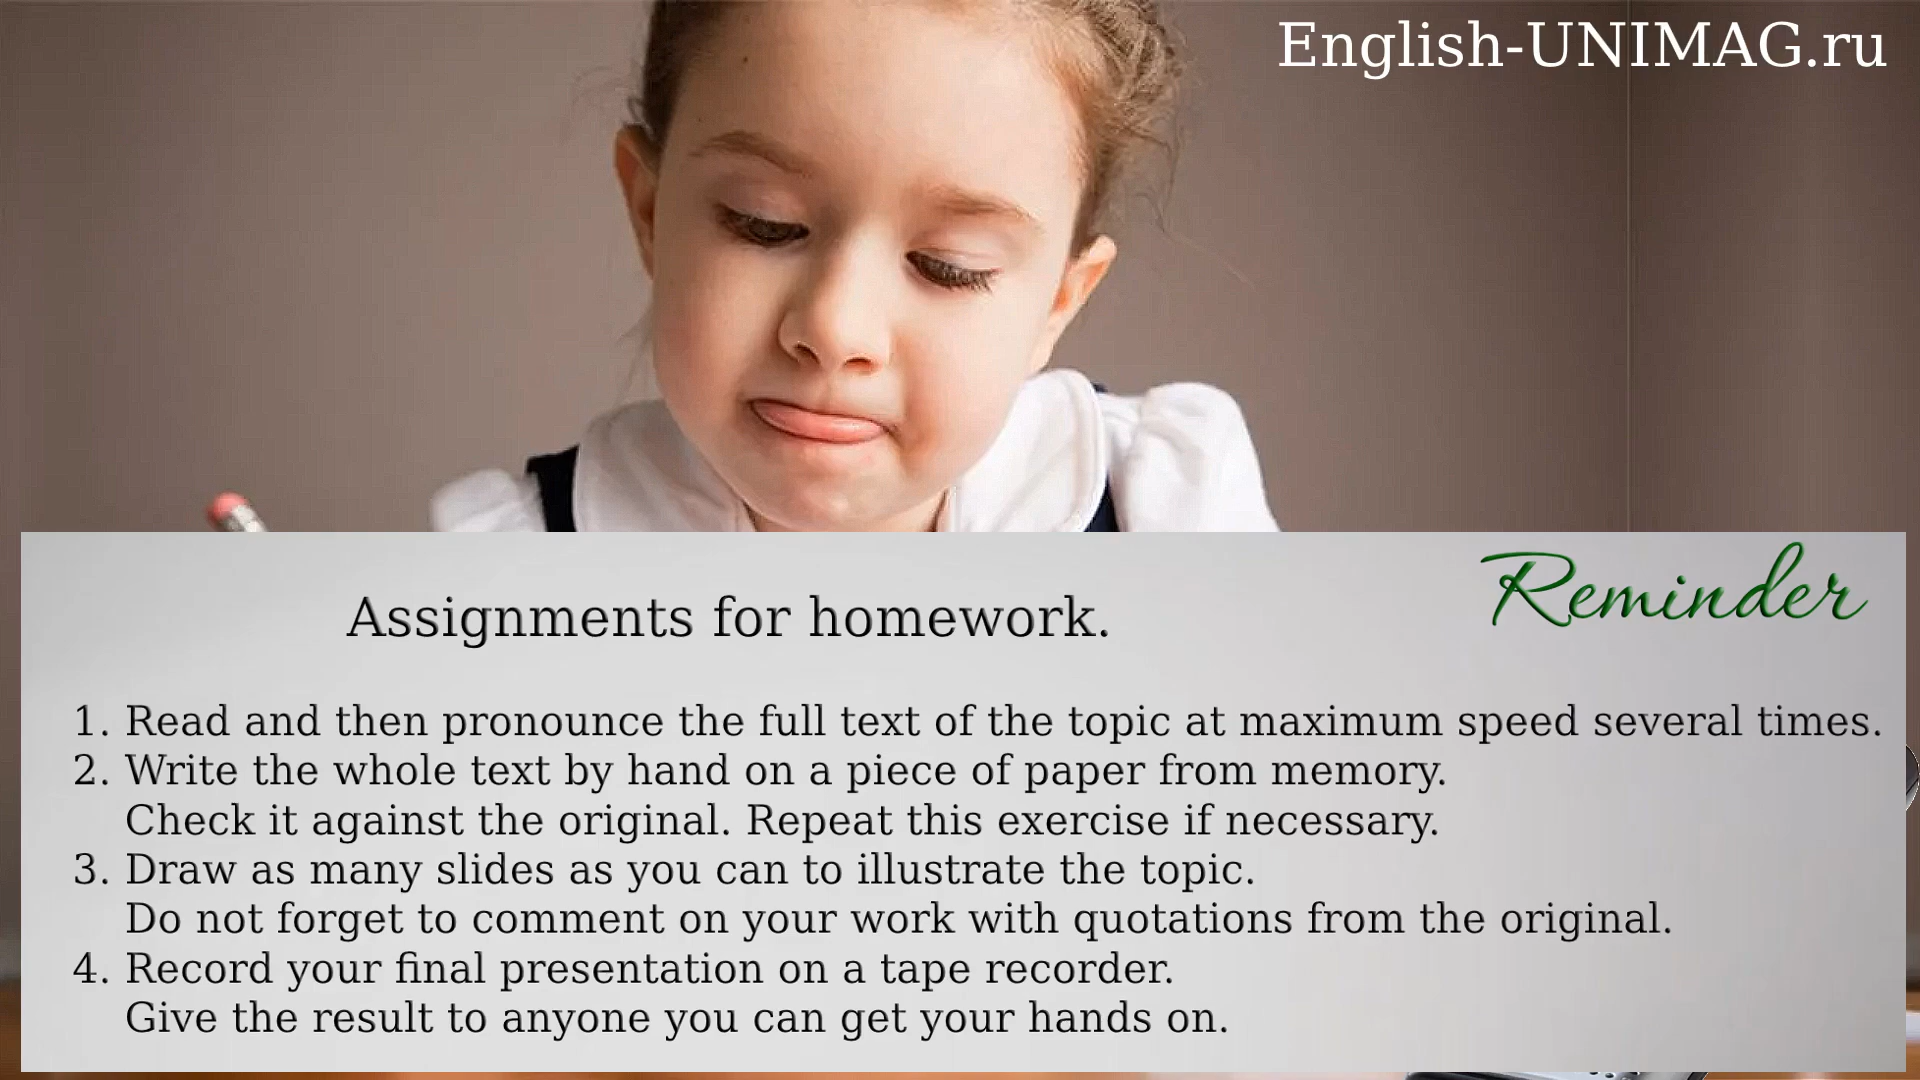 English-UNIMAG.ru
Reminder
Assignments for homework.
1. Read and then pronounce the full text of the topic at maximum speed several times.
2. Write the whole text by hand on a piece of paper from memory.
Check it against the original. Repeat this exercise if necessary.
3. Draw as many slides as you can to illustrate the topic.
Do not forget to comment on your work with quotations from the original.
4. Record your final presentation on a tape recorder.
Give the result to anyone you can get your hands on.